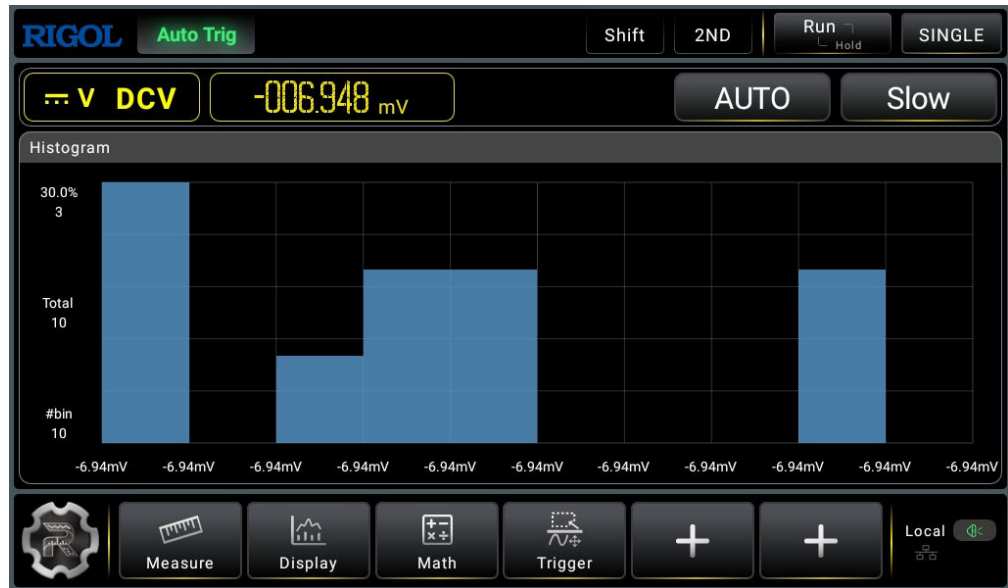 RIGOL Auto Trig Shift 2ND Run Hold SINGLE
V DCV -006.948 mV AUTO Slow
Histogram
30.0%
3
Total
10
#bin
10
-6.94mV -6.94mV -6.94mV -6.94mV -6.94mV -6.94mV -6.94mV -6.94mV -6.94mV -6.94mV -6.94mV
Measure Display Math Trigger Local